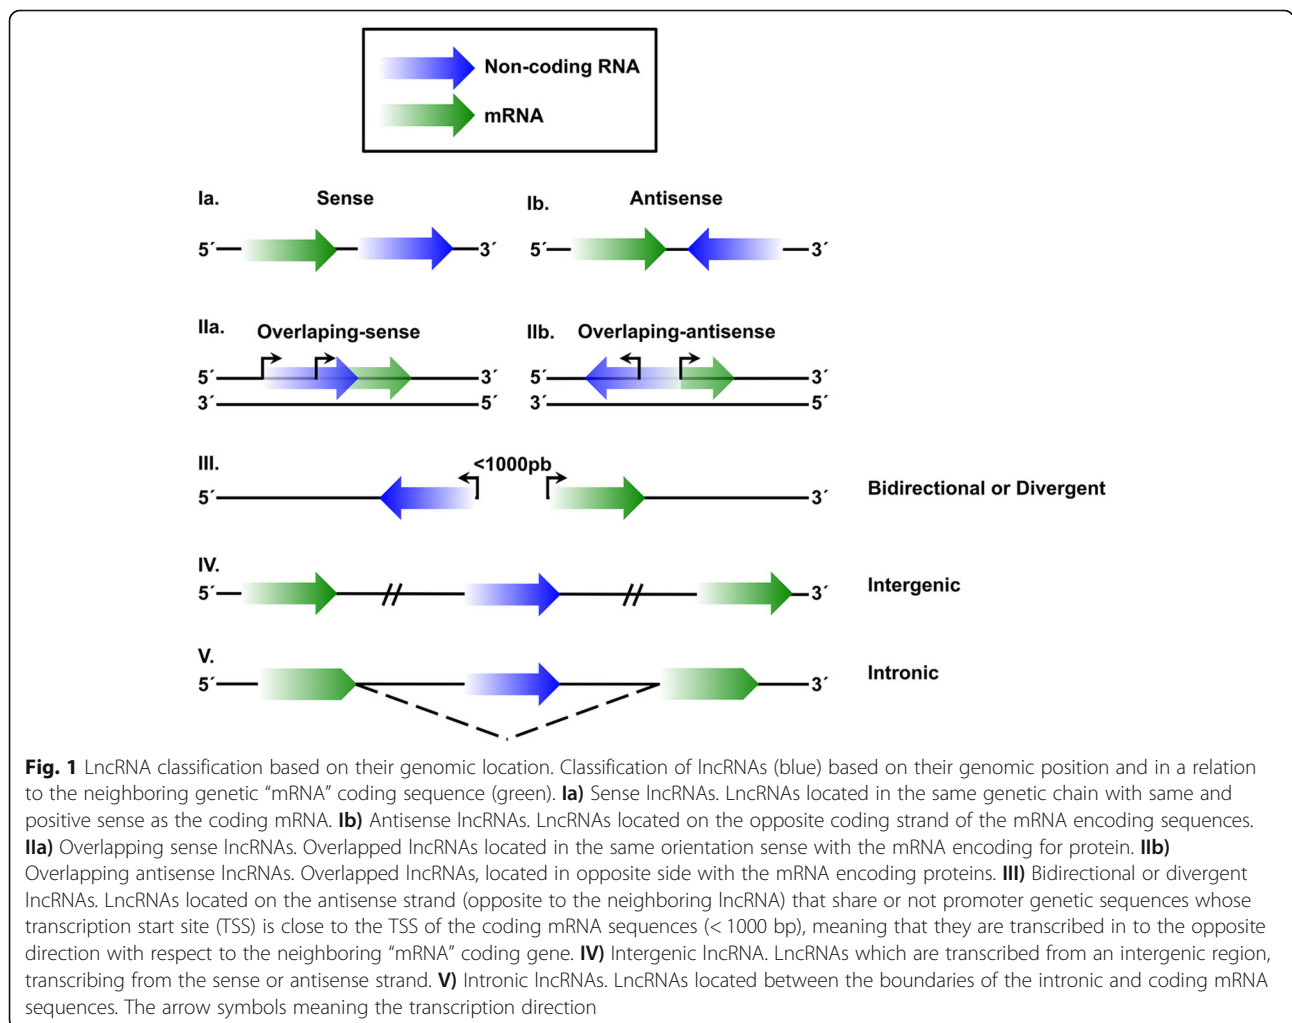 Non-coding RNA
mRNA
Ia. Sense
Ib. Antisense
5´ 3´ 5´ 3´
IIa. Overlaping-sense
IIb. Overlaping-antisense
5´ 3´ 5´ 3´
3´ 5´ 3´ 5´
III. <1000pb
5´ 3´ Bidirectional or Divergent
IV.
5´ 3´ Intergenic
V.
5´ 3´ Intronic
Fig. 1 LncRNA classification based on their genomic location. Classification of lncRNAs (blue) based on their genomic position and in a relation
to the neighboring genetic “mRNA” coding sequence (green). Ia) Sense lncRNAs. LncRNAs located in the same genetic chain with same and
positive sense as the coding mRNA. Ib) Antisense lncRNAs. LncRNAs located on the opposite coding strand of the mRNA encoding sequences.
IIa) Overlapping sense lncRNAs. Overlapped lncRNAs located in the same orientation sense with the mRNA encoding for protein. IIb)
Overlapping antisense lncRNAs. Overlapped lncRNAs, located in opposite side with the mRNA encoding proteins. III) Bidirectional or divergent
lncRNAs. LncRNAs located on the antisense strand (opposite to the neighboring lncRNA) that share or not promoter genetic sequences whose
transcription start site (TSS) is close to the TSS of the coding mRNA sequences (< 1000 bp), meaning that they are transcribed in to the opposite
direction with respect to the neighboring “mRNA” coding gene. IV) Intergenic lncRNA. LncRNAs which are transcribed from an intergenic region,
transcribing from the sense or antisense strand. V) Intronic lncRNAs. LncRNAs located between the boundaries of the intronic and coding mRNA
sequences. The arrow symbols meaning the transcription direction